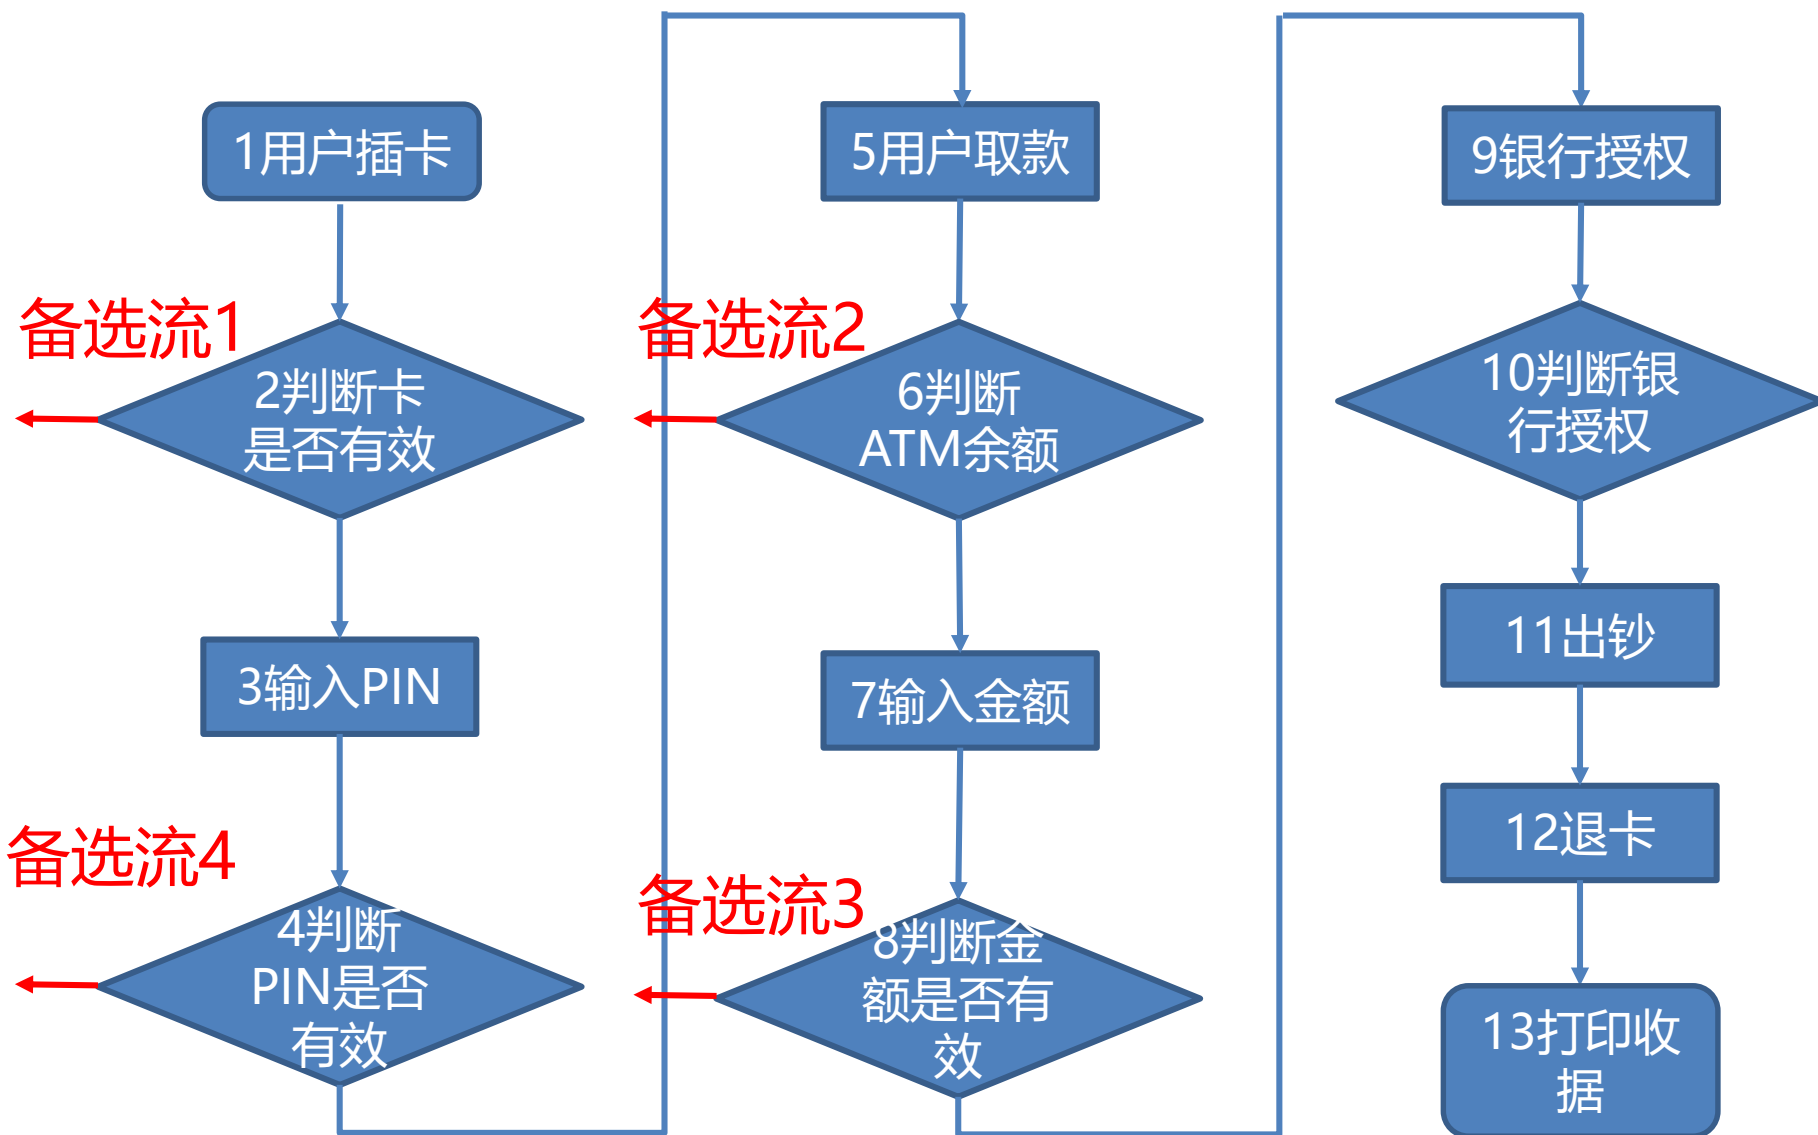 1用户插卡
备选流1
2判断卡
是否有效
3输入PIN
备选流4
4判断
PIN是否
有效
5用户取款
备选流2
6判断
ATM余额
7输入金额
备选流3
8判断金
额是否有
效
9银行授权
10判断银
行授权
11出钞
12退卡
13打印收
据